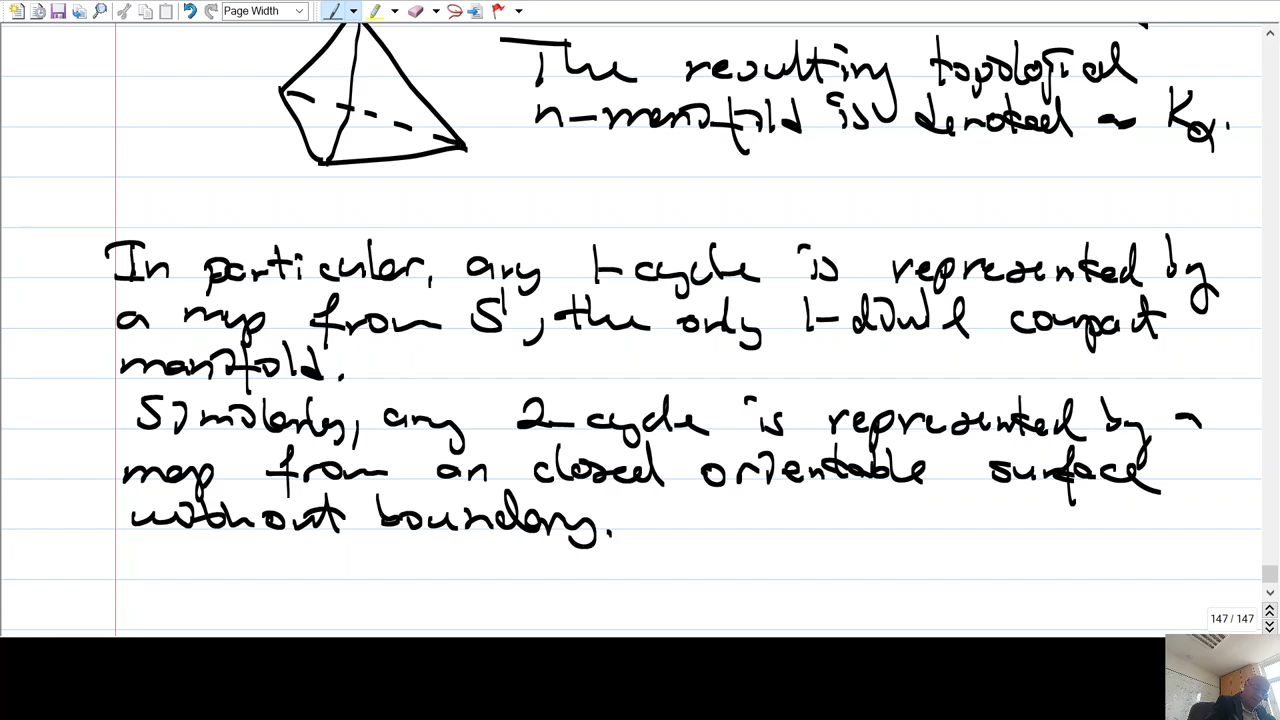 Page Width
The resulting topological
n-manifold is denoted as Kα.
In particular, any 1-cycle is represented by
a map from S¹, the only 1-dim'l compact
manifold.
Similarly, any 2-cycle is represented by a
map from an closed orientable surface
without boundary.
147 / 147